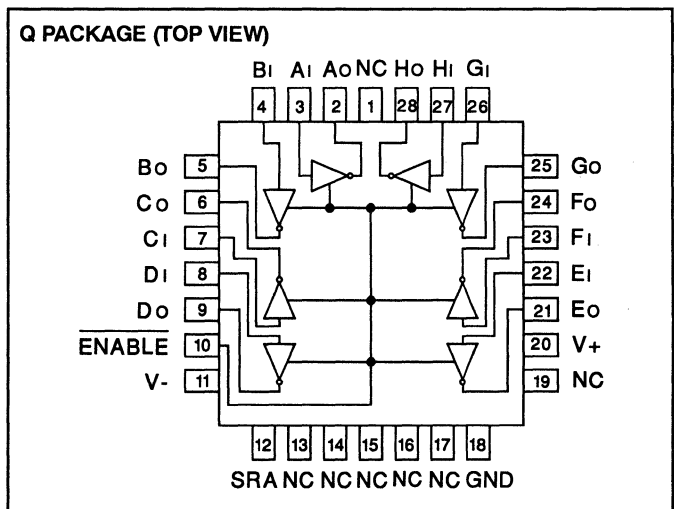 Q PACKAGE (TOP VIEW)
BI AI AO NC HO HI GI
4 3 2 1 28 27 26
BO 5 25 GO
CO 6 24 FO
CI 7 23 FI
DI 8 22 EI
DO 9 21 EO
ENABLE 10 20 V+
V- 11 19 NC
12 13 14 15 16 17 18
SRA NC NC NC NC NC GND